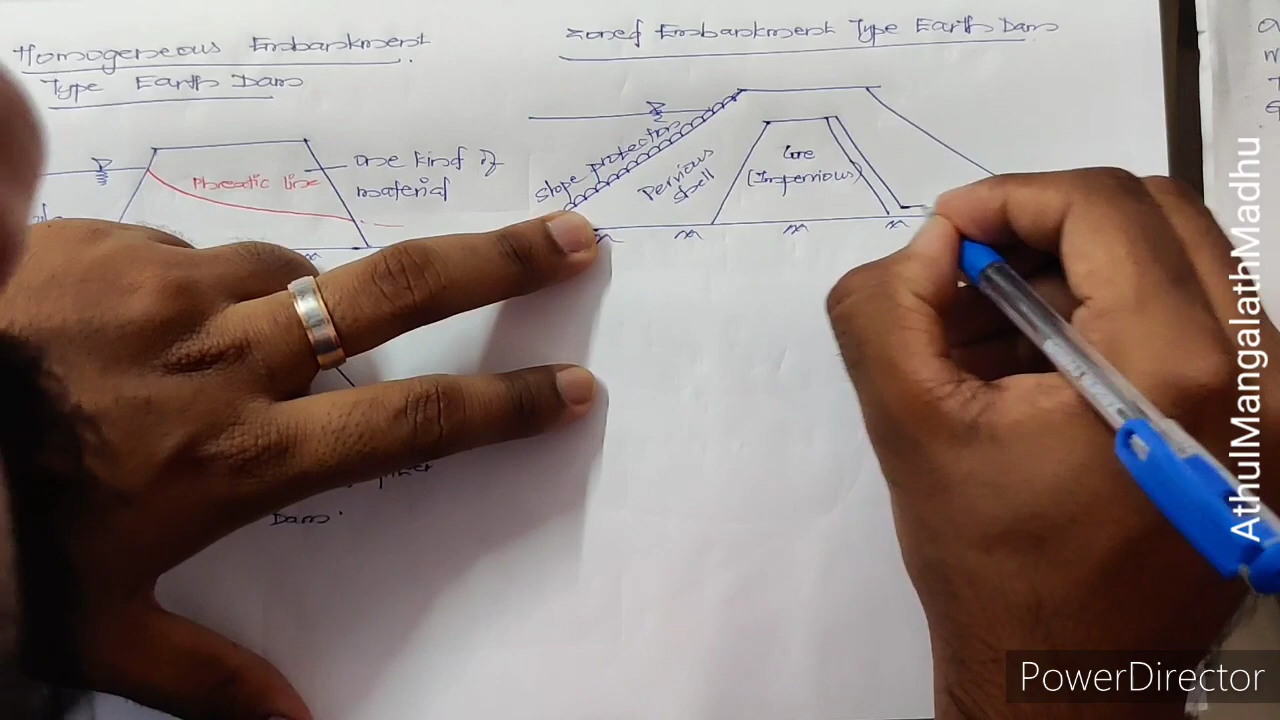 Homogeneous Embankment
Type Earth Dam
Phreatic line
one kind of
material
Zoned Embankment Type Earth Dam
slope protection
Pervious
shell
Core
(Impervious)
Dam.
AthulMangalathMadhu
PowerDirector